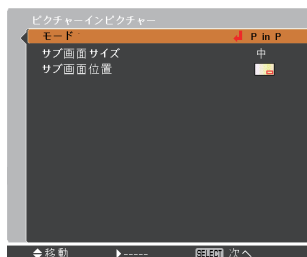 ピクチャーインピクチャー
モード P in P
サブ画面サイズ 中
サブ画面位置
移動 ----- SELECT 次へ